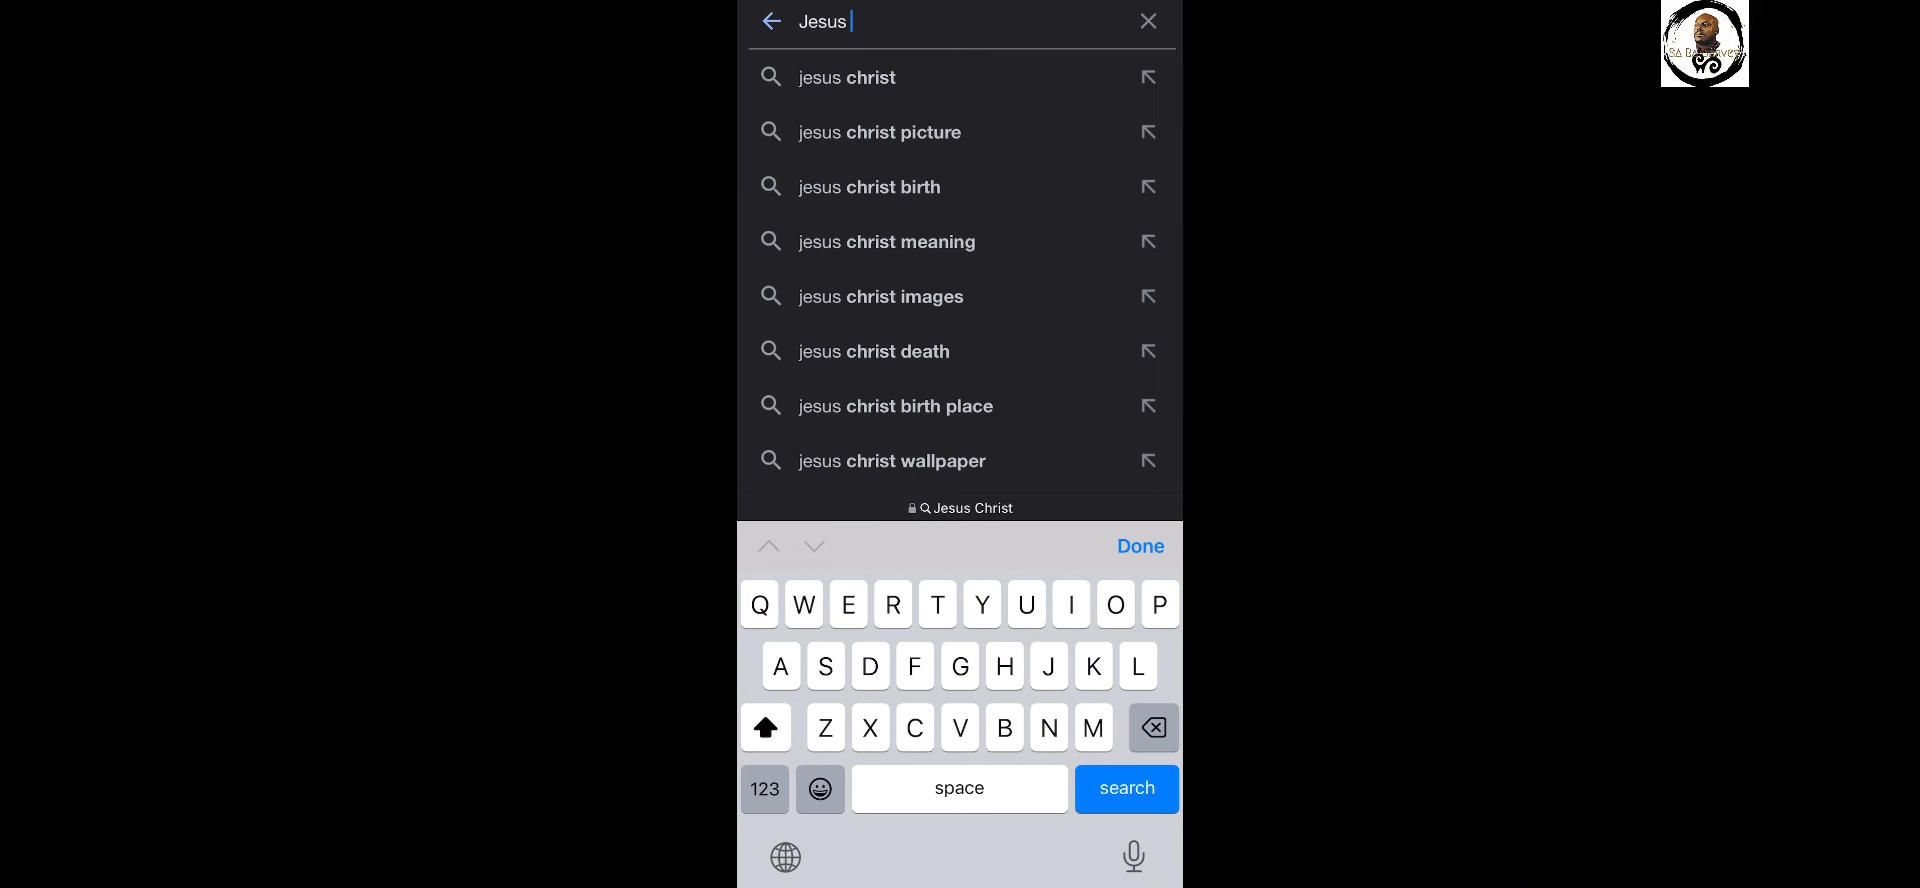 Jesus
jesus christ
jesus christ picture
jesus christ birth
jesus christ meaning
jesus christ images
jesus christ death
jesus christ birth place
jesus christ wallpaper
Jesus Christ
Done
Q W E R T Y U I O P
A S D F G H J K L
Z X C V B N M
123 space search